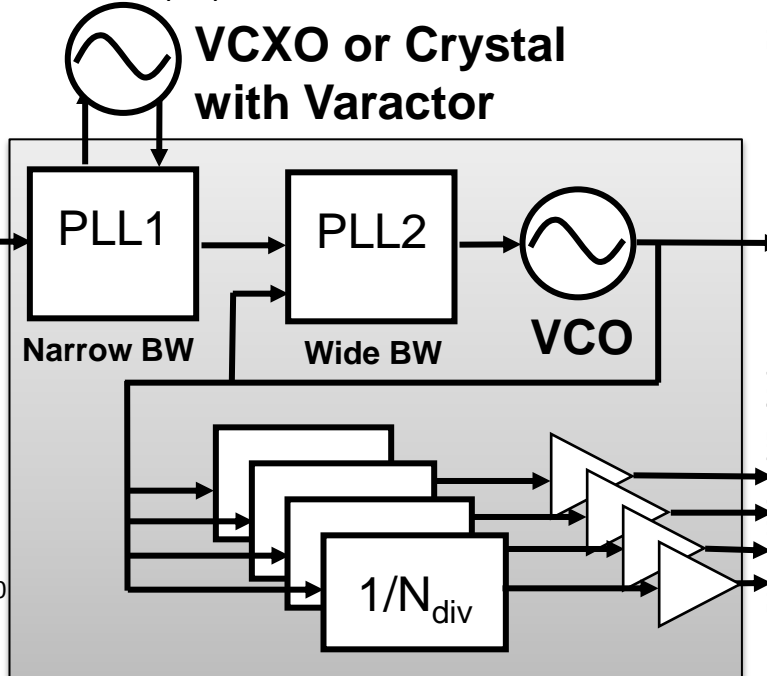 VCXO or Crystal
with Varactor
PLL1
PLL2
Narrow BW
Wide BW
VCO
1/Ndiv